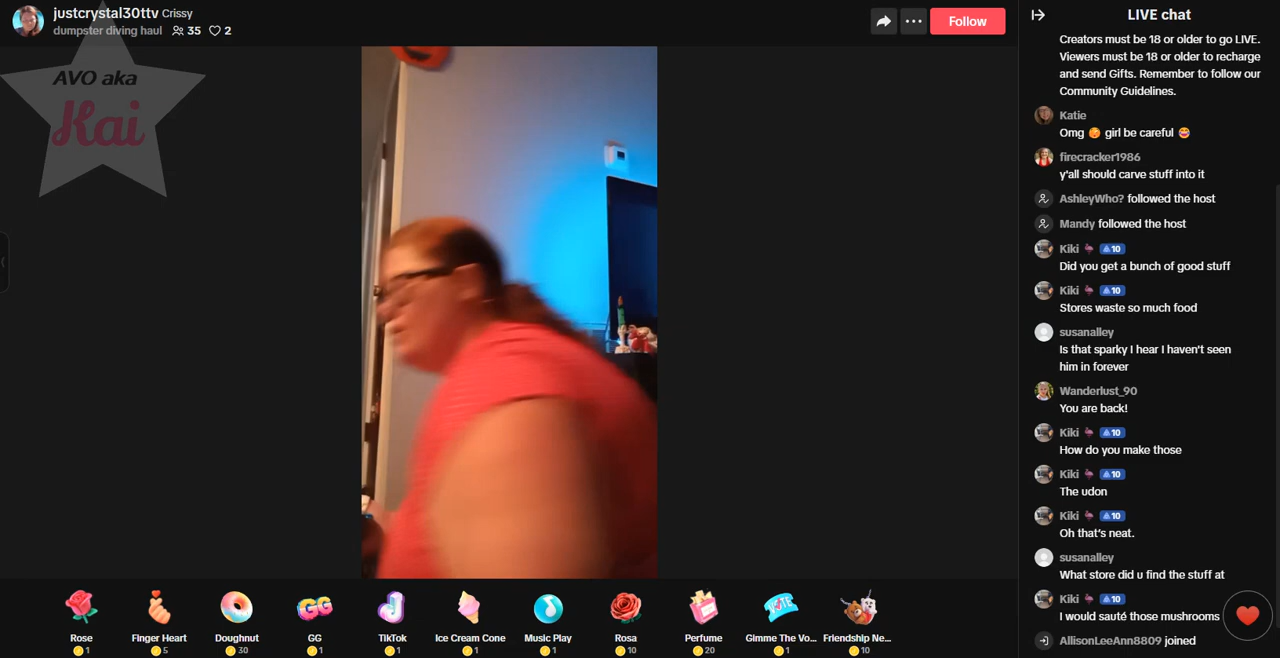 justcrystal30ttv Crissy
dumpster diving haul 35 2
Follow
AVO aka
Kai
LIVE chat
Creators must be 18 or older to go LIVE.
Viewers must be 18 or older to recharge
and send Gifts. Remember to follow our
Community Guidelines.
Katie
Omg 🥵 girl be careful 😂
firecracker1986
y'all should carve stuff into it
AshleyWho? followed the host
Mandy followed the host
Kiki 🦩 10
Did you get a bunch of good stuff
Kiki 🦩 10
Stores waste so much food
susanalley
Is that sparky I hear I haven't seen
him in forever
Wanderlust_90
You are back!
Kiki 🦩 10
How do you make those
Kiki 🦩 10
The udon
Kiki 🦩 10
Oh that's neat.
susanalley
What store did u find the stuff at
Kiki 🦩 10
I would sauté those mushrooms
AllisonLeeAnn8809 joined
Rose Finger Heart Doughnut GG TikTok Ice Cream Cone Music Play Rosa Perfume Gimme The Vo... Friendship Ne...
1 5 30 1 1 1 1 10 20 1 10